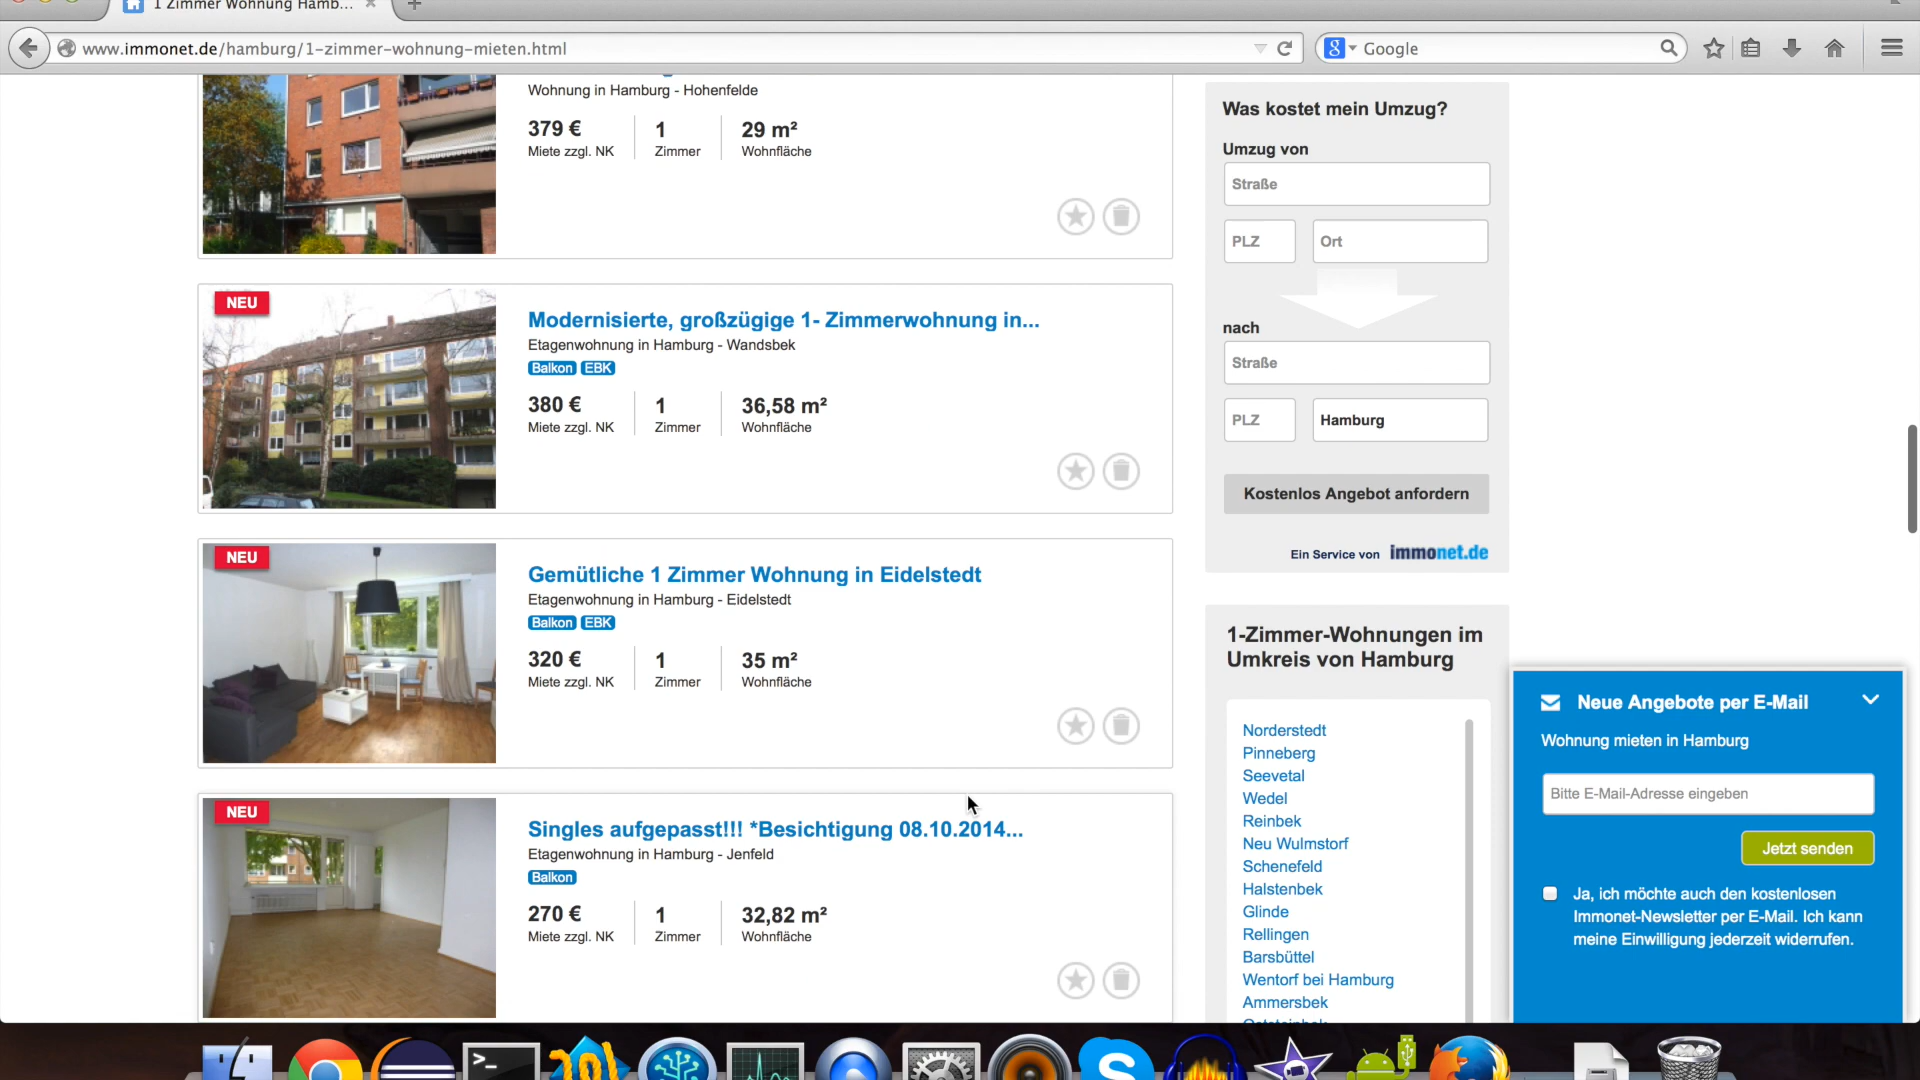 1 Zimmer Wohnung Hamb...
www.immonet.de/hamburg/1-zimmer-wohnung-mieten.html
Google
Wohnung in Hamburg - Hohenfelde
379 € 1 29 m²
Miete zzgl. NK Zimmer Wohnfläche
NEU
Modernisierte, großzügige 1- Zimmerwohnung in...
Etagenwohnung in Hamburg - Wandsbek
Balkon EBK
380 € 1 36,58 m²
Miete zzgl. NK Zimmer Wohnfläche
NEU
Gemütliche 1 Zimmer Wohnung in Eidelstedt
Etagenwohnung in Hamburg - Eidelstedt
Balkon EBK
320 € 1 35 m²
Miete zzgl. NK Zimmer Wohnfläche
NEU
Singles aufgepasst!!! *Besichtigung 08.10.2014...
Etagenwohnung in Hamburg - Jenfeld
Balkon
270 € 1 32,82 m²
Miete zzgl. NK Zimmer Wohnfläche
Was kostet mein Umzug?
Umzug von
Straße
PLZ Ort
nach
Straße
PLZ Hamburg
Kostenlos Angebot anfordern
Ein Service von immonet.de
1-Zimmer-Wohnungen im
Umkreis von Hamburg
Norderstedt
Pinneberg
Seevetal
Wedel
Reinbek
Neu Wulmstorf
Schenefeld
Halstenbek
Glinde
Rellingen
Barsbüttel
Wentorf bei Hamburg
Ammersbek
Neue Angebote per E-Mail
Wohnung mieten in Hamburg
Bitte E-Mail-Adresse eingeben
Jetzt senden
Ja, ich möchte auch den kostenlosen
Immonet-Newsletter per E-Mail. Ich kann
meine Einwilligung jederzeit widerrufen.